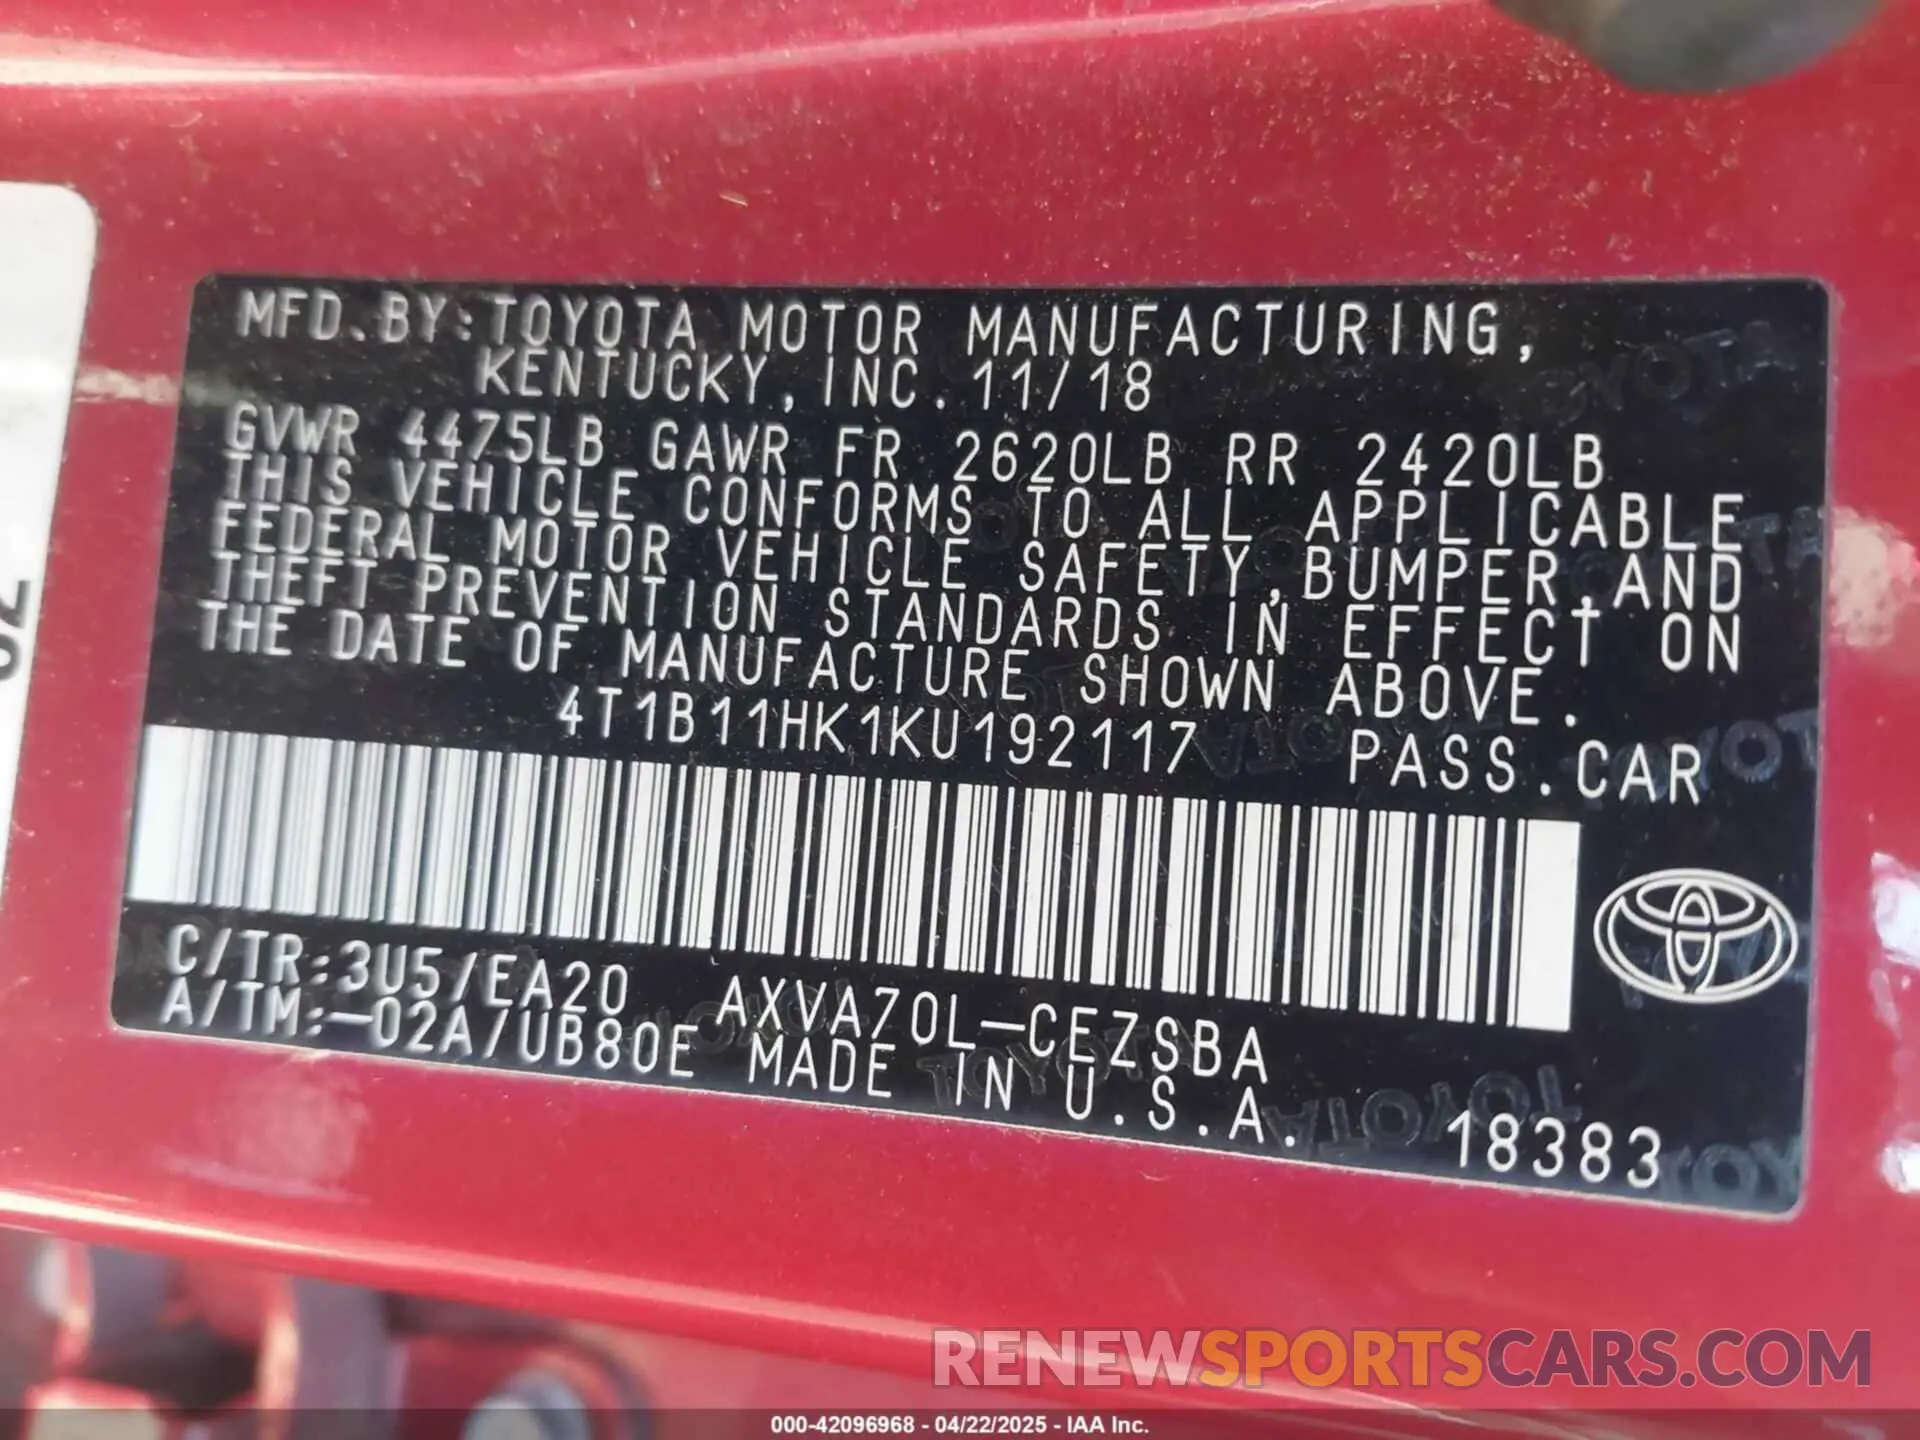 MFD.BY:TOYOTA MOTOR MANUFACTURING,
KENTUCKY,INC.11/18
GVWR 4475LB GAWR FR 2620LB RR 2420LB
THIS VEHICLE CONFORMS TO ALL APPLICABLE
FEDERAL MOTOR VEHICLE SAFETY,BUMPER,AND
THEFT PREVENTION STANDARDS IN EFFECT ON
THE DATE OF MANUFACTURE SHOWN ABOVE.
4T1B11HK1KU192117 PASS.CAR
C/TR:3U5/EA20 AXVA70L-CEZSBA
A/TM:-02A/UB80E MADE IN U.S.A. 18383
RENEWSPORTSCARS.COM
000-42096968 - 04/22/2025 - IAA Inc.